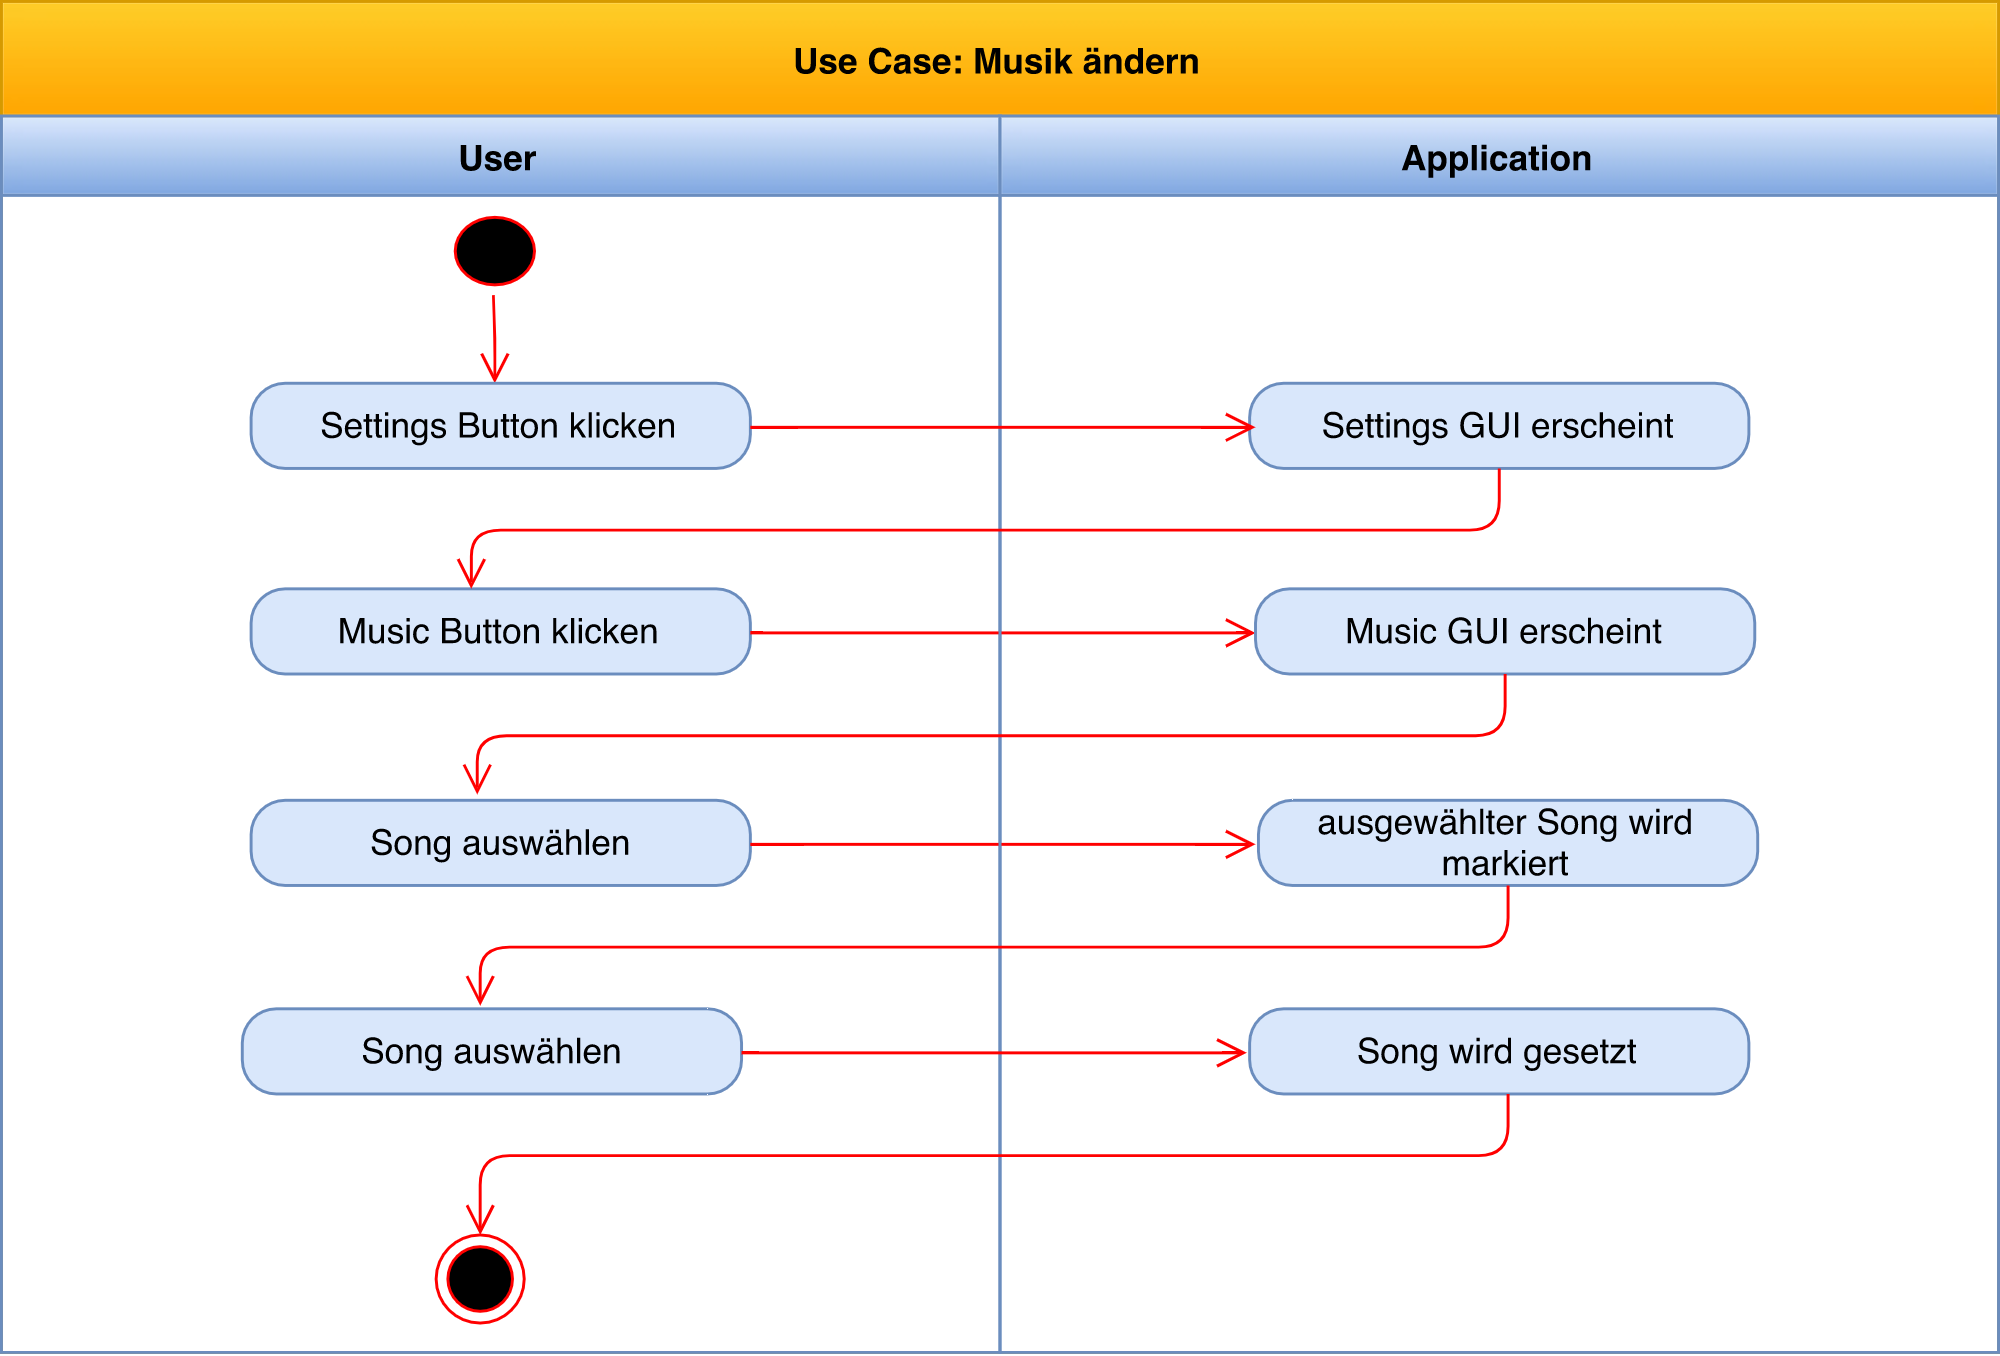 Use Case: Musik ändern
User
Application
Settings Button klicken
Settings GUI erscheint
Music Button klicken
Music GUI erscheint
Song auswählen
ausgewählter Song wird
markiert
Song auswählen
Song wird gesetzt